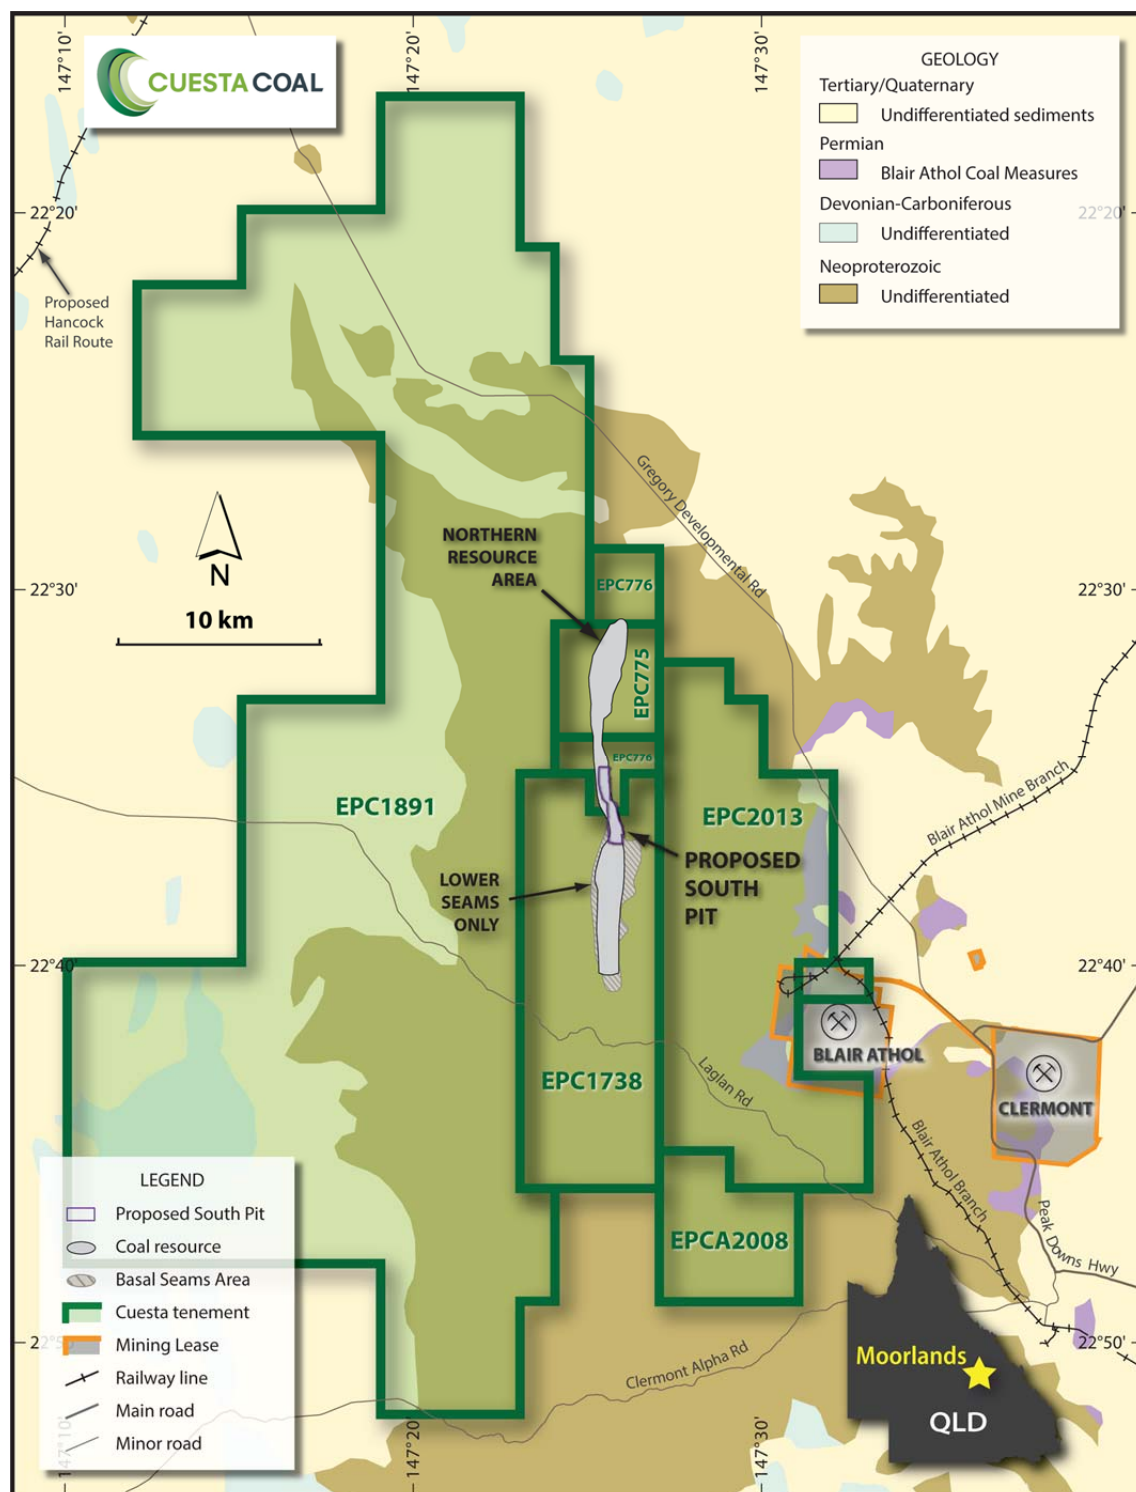 147°10'
147°20'
147°30'
CUESTA COAL
GEOLOGY
Tertiary/Quaternary
Undifferentiated sediments
Permian
Blair Athol Coal Measures
Devonian-Carboniferous
Undifferentiated
Neoproterozoic
Undifferentiated
22°20'
22°20'
Proposed
Hancock
Rail Route
Gregory Developmental Rd
NORTHERN
RESOURCE
AREA
N
10 km
22°30'
22°30'
EPC776
EPC775
EPC776
EPC1891
EPC2013
Blair Athol Mine Branch
PROPOSED
SOUTH
PIT
LOWER
SEAMS
ONLY
22°40'
22°40'
BLAIR ATHOL
CLERMONT
EPC1738
Laglan Rd
Blair Athol Branch
Peak Downs Hwy
EPCA2008
LEGEND
Proposed South Pit
Coal resource
Basal Seams Area
Cuesta tenement
Mining Lease
Railway line
Main road
Minor road
22°50'
22°50'
Clermont Alpha Rd
Moorlands
QLD
147°10'
147°20'
147°30'